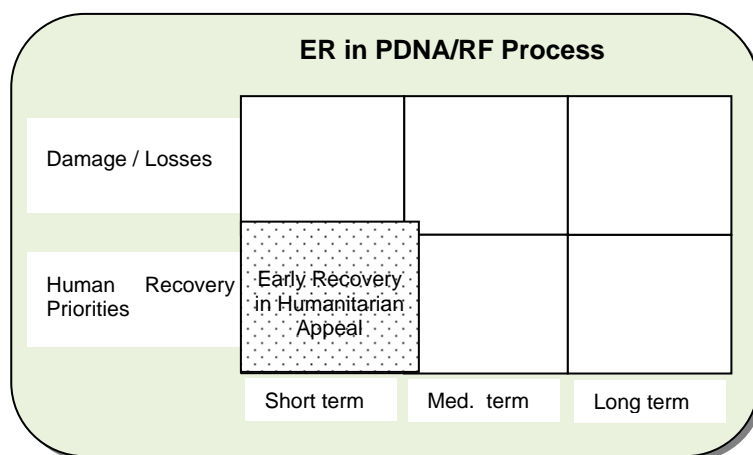 ER in PDNA/RF Process
Damage / Losses
Human Recovery
Priorities
Early Recovery
in Humanitarian
Appeal
Short term
Med. term
Long term